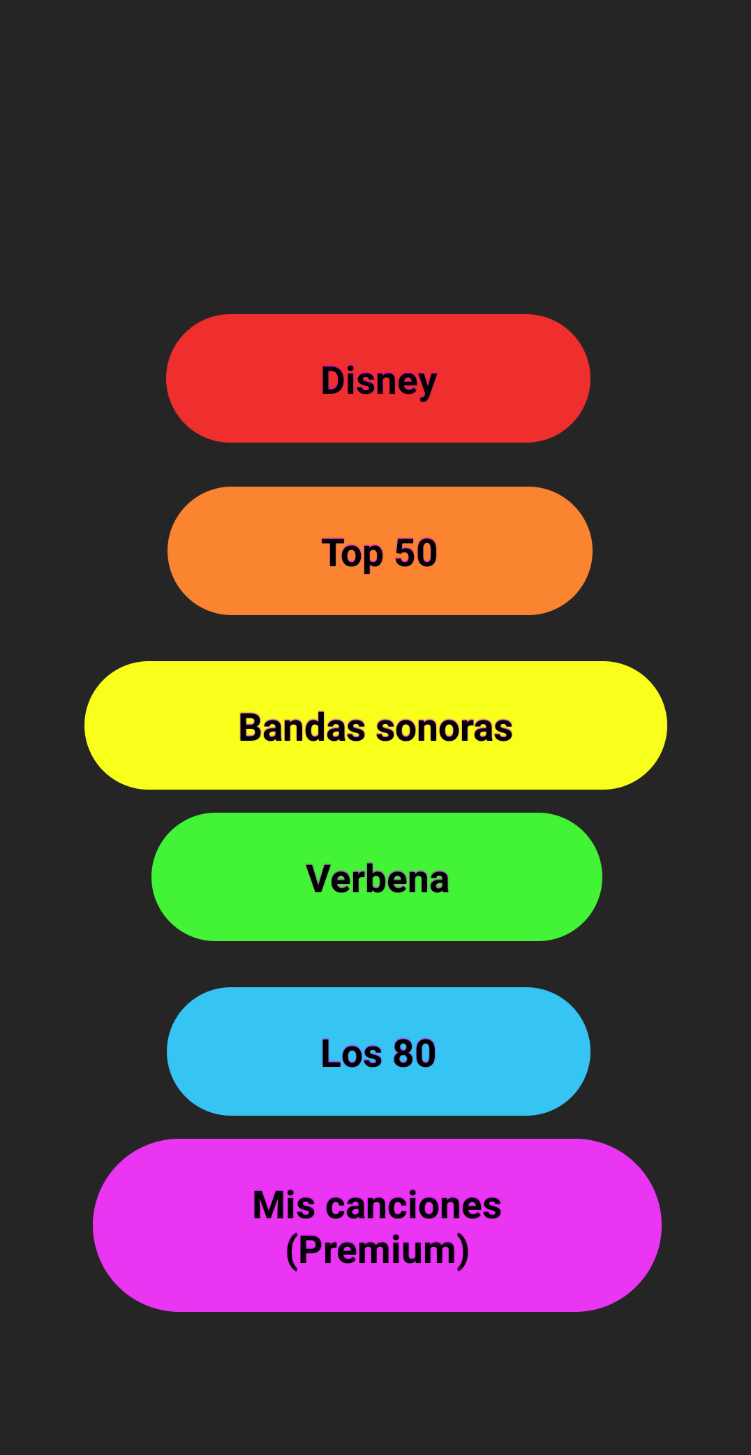 Disney
Top 50
Bandas sonoras
Verbena
Los 80
Mis canciones
(Premium)